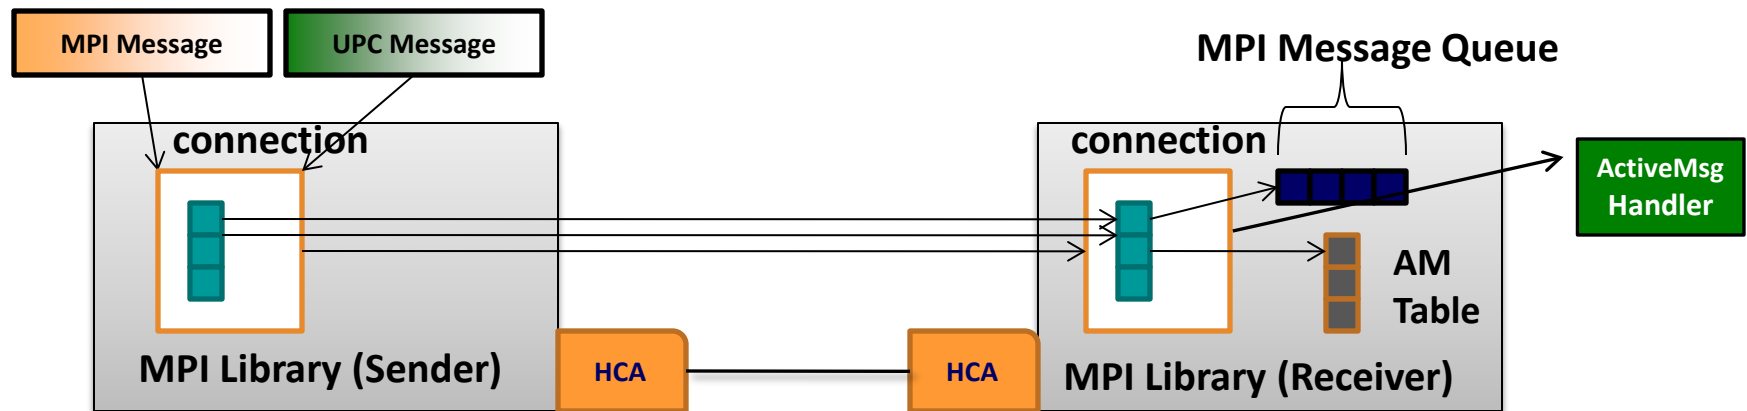 MPI Message
UPC Message
MPI Message Queue
connection
connection
ActiveMsg
Handler
AM
Table
MPI Library (Sender)
HCA
HCA
MPI Library (Receiver)